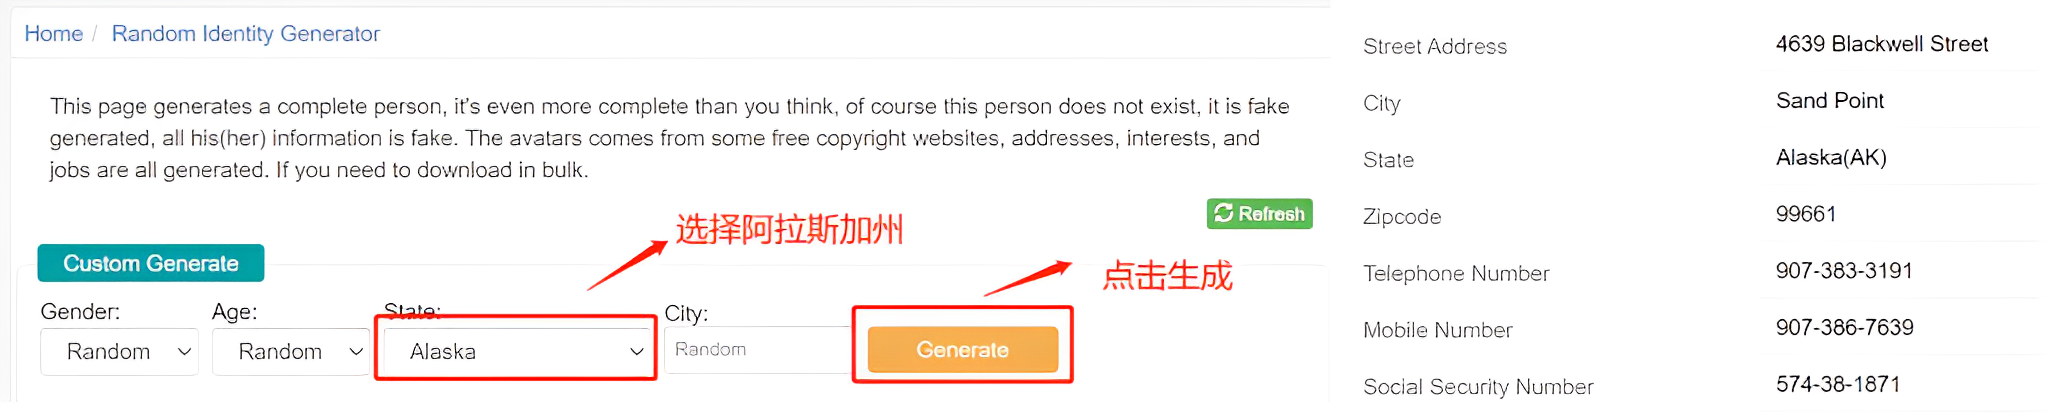 Home / Random Identity Generator
This page generates a complete person, it's even more complete than you think, of course this person does not exist, it is fake
generated, all his(her) information is fake. The avatars comes from some free copyright websites, addresses, interests, and
jobs are all generated. If you need to download in bulk.
Refresh
选择阿拉斯加州
Custom Generate
点击生成
Gender: Age: State: City:
Random Random Alaska Random Generate
Street Address 4639 Blackwell Street
City Sand Point
State Alaska(AK)
Zipcode 99661
Telephone Number 907-383-3191
Mobile Number 907-386-7639
Social Security Number 574-38-1871